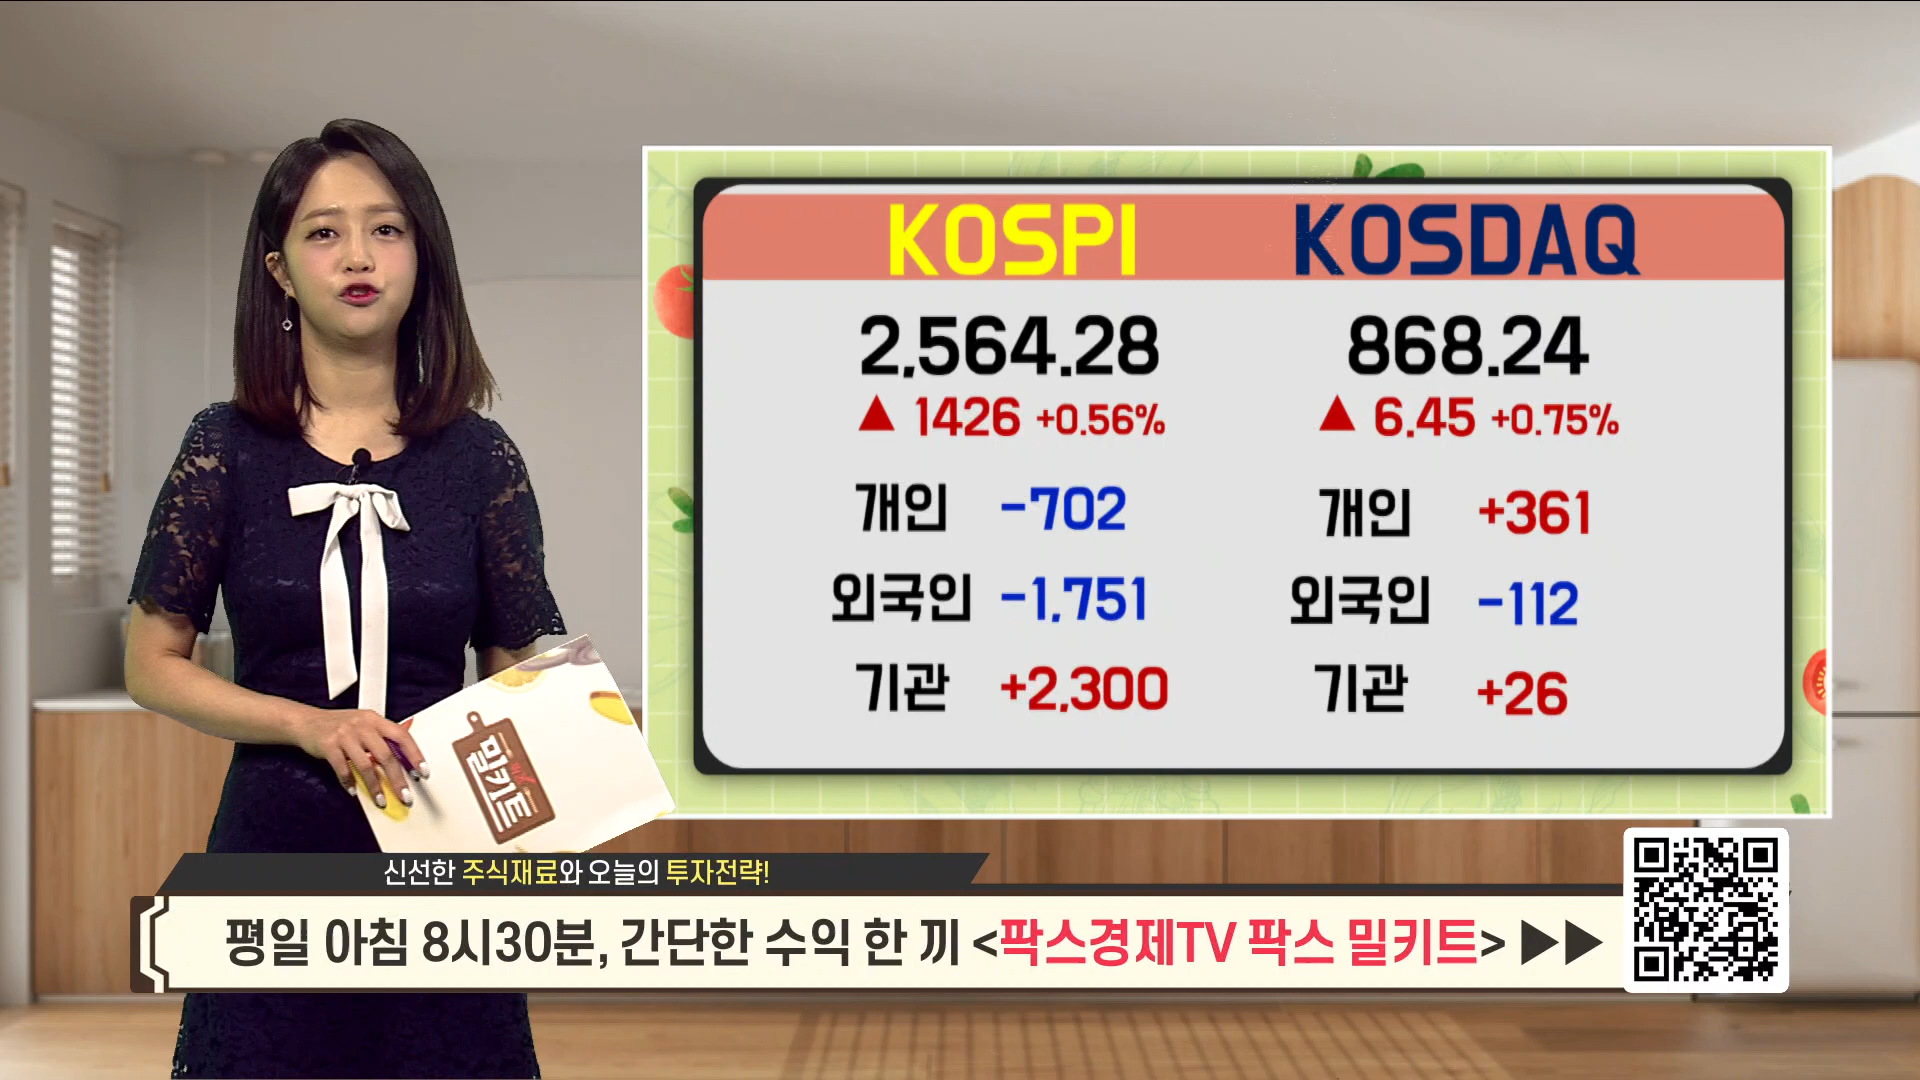 KOSPI KOSDAQ
2,564.28 868.24
▲ 1426 +0.56% ▲ 6.45 +0.75%
개인 -702 개인 +361
외국인 -1,751 외국인 -112
기관 +2,300 기관 +26
밀키트
신선한 주식재료와 오늘의 투자전략!
평일 아침 8시30분, 간단한 수익 한 끼 <팍스경제TV 팍스 밀키트> ▶▶